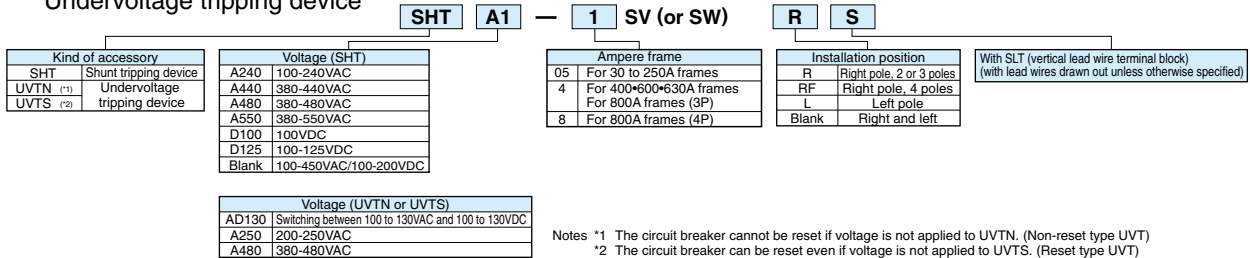 Undervoltage tripping device
SHT A1 — 1 SV (or SW) R S
Kind of accessory
SHT Shunt tripping device
UVTN (*1) Undervoltage
UVTS (*2) tripping device
Voltage (SHT)
A240 100-240VAC
A440 380-440VAC
A480 380-480VAC
A550 380-550VAC
D100 100VDC
D125 100-125VDC
Blank 100-450VAC/100-200VDC
Ampere frame
05 For 30 to 250A frames
4 For 400•600•630A frames
For 800A frames (3P)
8 For 800A frames (4P)
Installation position
R Right pole, 2 or 3 poles
RF Right pole, 4 poles
L Left pole
Blank Right and left
With SLT (vertical lead wire terminal block)
(with lead wires drawn out unless otherwise specified)
Voltage (UVTN or UVTS)
AD130 Switching between 100 to 130VAC and 100 to 130VDC
A250 200-250VAC
A480 380-480VAC
Notes *1 The circuit breaker cannot be reset if voltage is not applied to UVTN. (Non-reset type UVT)
*2 The circuit breaker can be reset even if voltage is not applied to UVTS. (Reset type UVT)